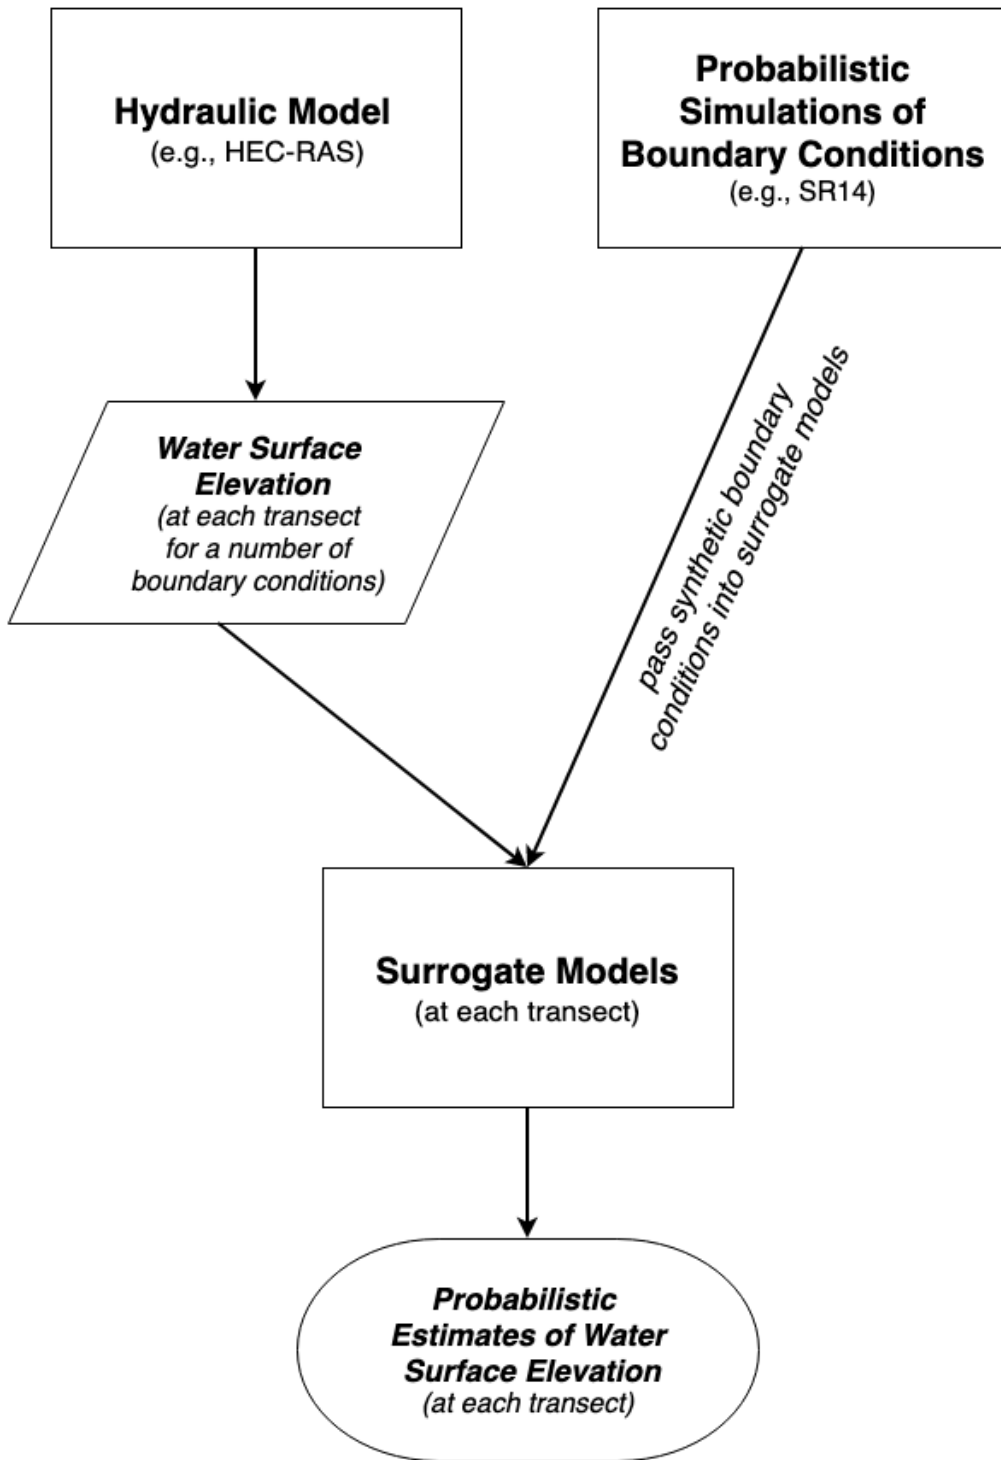 Hydraulic Model
(e.g., HEC-RAS)
Probabilistic
Simulations of
Boundary Conditions
(e.g., SR14)
Water Surface
Elevation
(at each transect
for a number of
boundary conditions)
pass synthetic boundary
conditions into surrogate models
Surrogate Models
(at each transect)
Probabilistic
Estimates of Water
Surface Elevation
(at each transect)